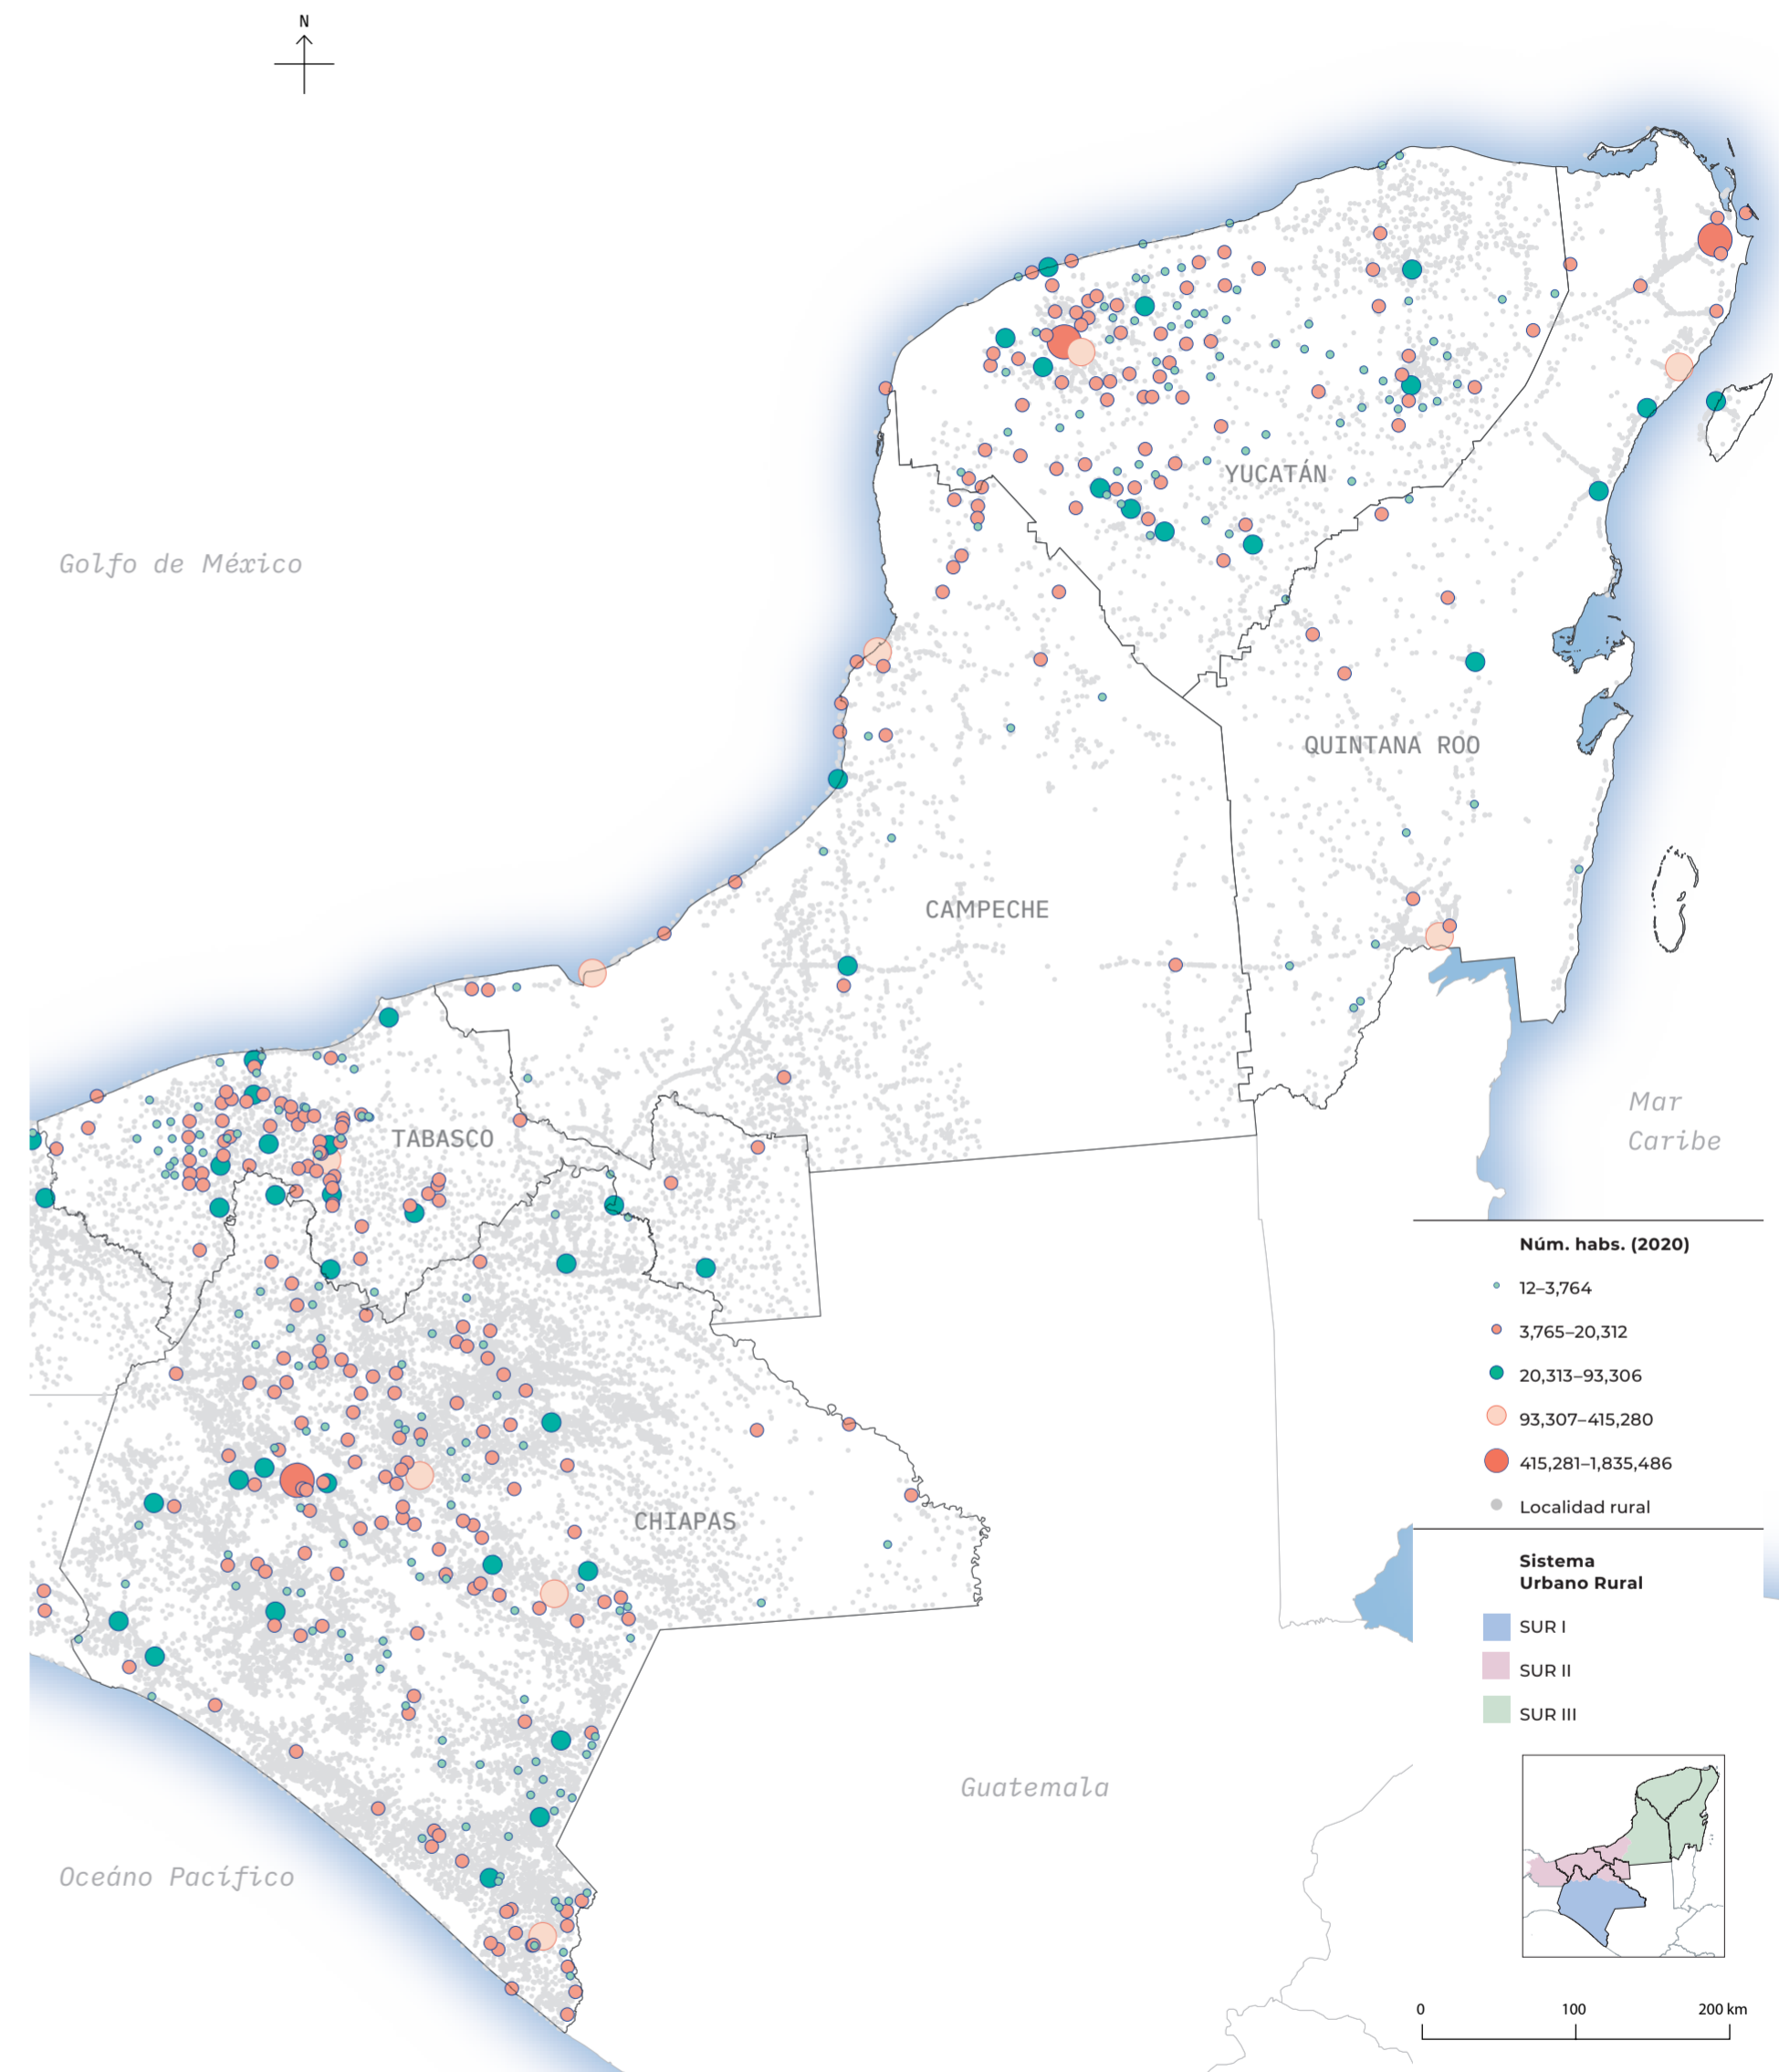 N
Golfo de México
YUCATÁN
QUINTANA ROO
CAMPECHE
TABASCO
Mar
Caribe
CHIAPAS
Guatemala
Oceáno Pacífico
Núm. habs. (2020)
12–3,764
3,765–20,312
20,313–93,306
93,307–415,280
415,281–1,835,486
Localidad rural
Sistema
Urbano Rural
SUR I
SUR II
SUR III
0 100 200 km